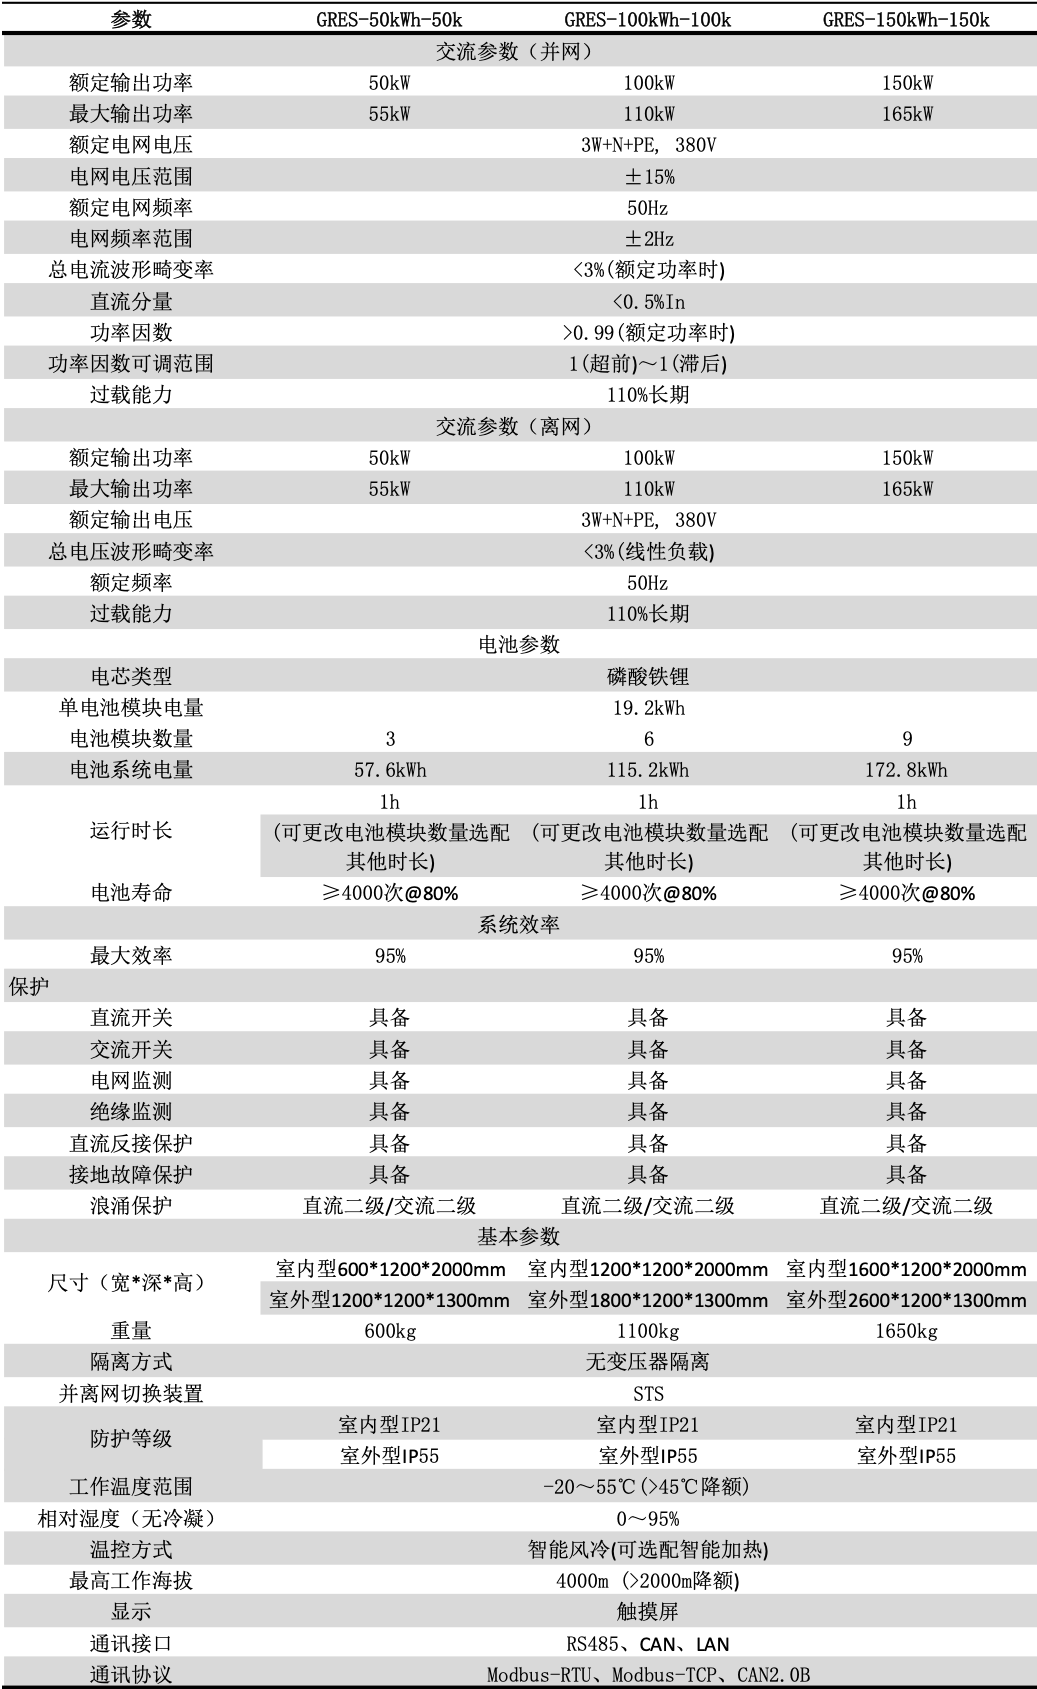 参数 GRES-50kWh-50k GRES-100kWh-100k GRES-150kWh-150k
交流参数（并网）
额定输出功率 50kW 100kW 150kW
最大输出功率 55kW 110kW 165kW
额定电网电压 3W+N+PE, 380V
电网电压范围 ±15%
额定电网频率 50Hz
电网频率范围 ±2Hz
总电流波形畸变率 <3%(额定功率时)
直流分量 <0.5%In
功率因数 >0.99(额定功率时)
功率因数可调范围 1(超前)～1(滞后)
过载能力 110%长期
交流参数（离网）
额定输出功率 50kW 100kW 150kW
最大输出功率 55kW 110kW 165kW
额定输出电压 3W+N+PE, 380V
总电压波形畸变率 <3%(线性负载)
额定频率 50Hz
过载能力 110%长期
电池参数
电芯类型 磷酸铁锂
单电池模块电量 19.2kWh
电池模块数量 3 6 9
电池系统电量 57.6kWh 115.2kWh 172.8kWh
1h 1h 1h
运行时长 (可更改电池模块数量选配 (可更改电池模块数量选配 (可更改电池模块数量选配
其他时长) 其他时长) 其他时长)
电池寿命 ≥4000次@80% ≥4000次@80% ≥4000次@80%
系统效率
最大效率 95% 95% 95%
保护
直流开关 具备 具备 具备
交流开关 具备 具备 具备
电网监测 具备 具备 具备
绝缘监测 具备 具备 具备
直流反接保护 具备 具备 具备
接地故障保护 具备 具备 具备
浪涌保护 直流二级/交流二级 直流二级/交流二级 直流二级/交流二级
基本参数
尺寸（宽*深*高） 室内型600*1200*2000mm 室内型1200*1200*2000mm 室内型1600*1200*2000mm
室外型1200*1200*1300mm 室外型1800*1200*1300mm 室外型2600*1200*1300mm
重量 600kg 1100kg 1650kg
隔离方式 无变压器隔离
并离网切换装置 STS
防护等级 室内型IP21 室内型IP21 室内型IP21
室外型IP55 室外型IP55 室外型IP55
工作温度范围 -20～55℃(>45℃降额)
相对湿度（无冷凝） 0～95%
温控方式 智能风冷(可选配智能加热)
最高工作海拔 4000m (>2000m降额)
显示 触摸屏
通讯接口 RS485、CAN、LAN
通讯协议 Modbus-RTU、Modbus-TCP、CAN2.0B